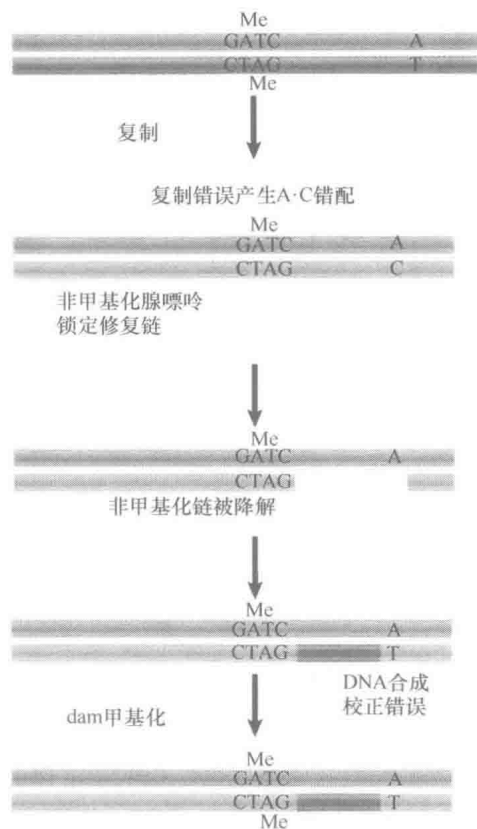 Me
GATC A
CTAG T
Me
复制
复制错误产生A·C错配
Me
GATC A
CTAG C
非甲基化腺嘌呤
锁定修复链
Me
GATC A
CTAG
非甲基化链被降解
Me
GATC A
CTAG T
DNA合成
校正错误
dam甲基化
Me
GATC A
CTAG T
Me